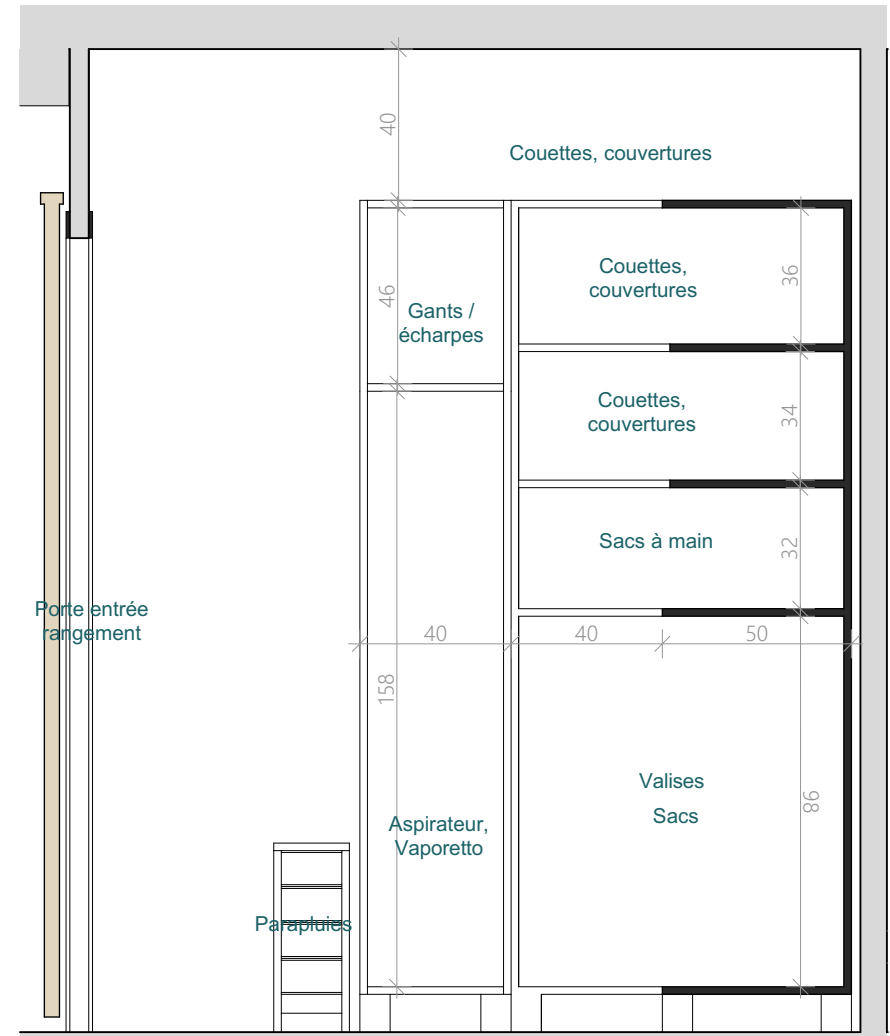 40
Couettes, couvertures
Couettes,
couvertures
36
46
Gants /
écharpes
Couettes,
couvertures
34
Sacs à main
32
Porte entrée
rangement
40
40
50
158
Valises
Sacs
86
Aspirateur,
Vaporetto
Parapluies